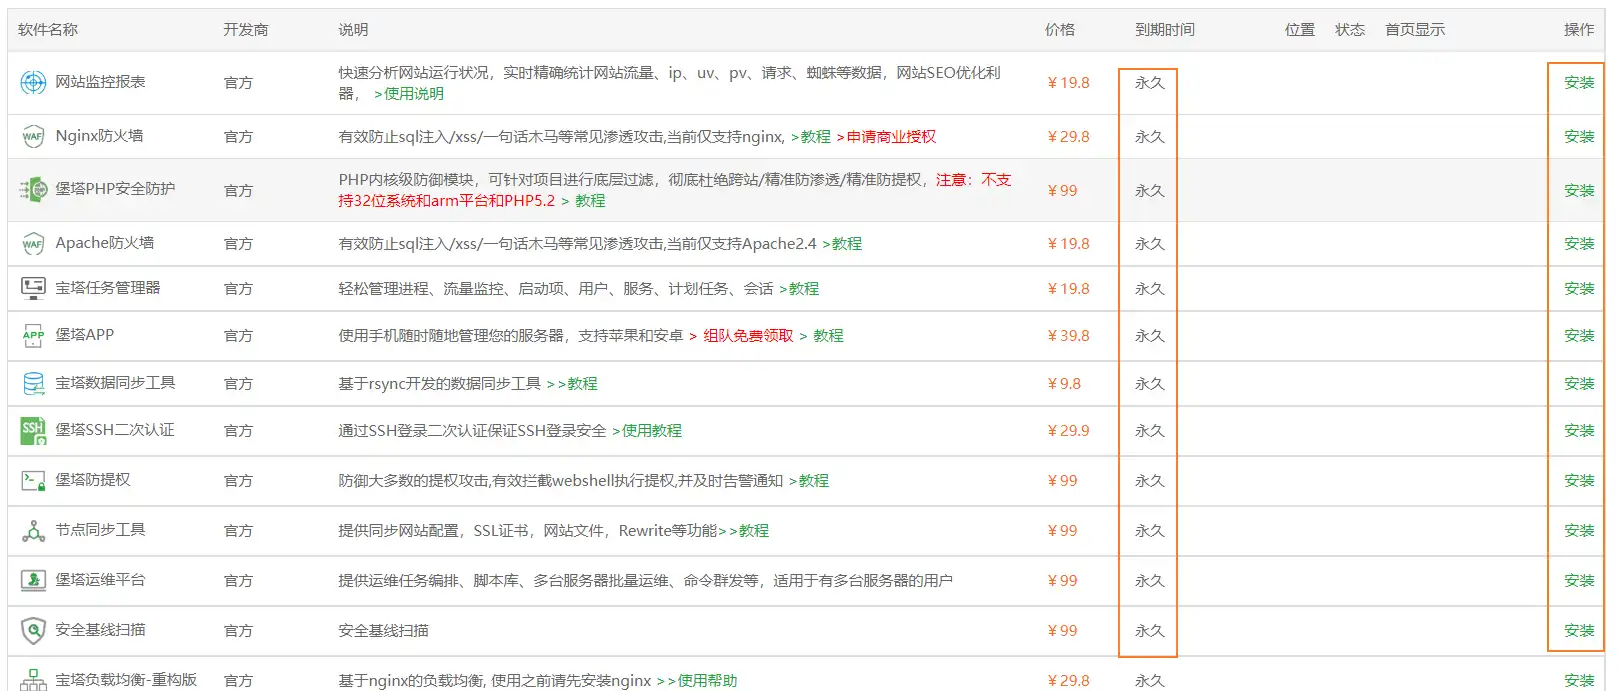 软件名称 开发商 说明 价格 到期时间 位置 状态 首页显示 操作
网站监控报表 官方 快速分析网站运行状况，实时精确统计网站流量、ip、uv、pv、请求、蜘蛛等数据，网站SEO优化利 ￥19.8 永久 安装
器， >使用说明
Nginx防火墙 官方 有效防止sql注入/xss/一句话木马等常见渗透攻击,当前仅支持nginx, >教程 >申请商业授权 ￥29.8 永久 安装
堡塔PHP安全防护 官方 PHP内核级防御模块，可针对项目进行底层过滤，彻底杜绝跨站/精准防渗透/精准防提权，注意：不支 ￥99 永久 安装
持32位系统和arm平台和PHP5.2 > 教程
Apache防火墙 官方 有效防止sql注入/xss/一句话木马等常见渗透攻击,当前仅支持Apache2.4 >教程 ￥19.8 永久 安装
宝塔任务管理器 官方 轻松管理进程、流量监控、启动项、用户、服务、计划任务、会话 >教程 ￥19.8 永久 安装
堡塔APP 官方 使用手机随时随地管理您的服务器，支持苹果和安卓 > 组队免费领取 > 教程 ￥39.8 永久 安装
宝塔数据同步工具 官方 基于rsync开发的数据同步工具 >>教程 ￥9.8 永久 安装
堡塔SSH二次认证 官方 通过SSH登录二次认证保证SSH登录安全 >使用教程 ￥29.9 永久 安装
堡塔防提权 官方 防御大多数的提权攻击,有效拦截webshell执行提权,并及时告警通知 >教程 ￥99 永久 安装
节点同步工具 官方 提供同步网站配置，SSL证书，网站文件，Rewrite等功能>>教程 ￥99 永久 安装
堡塔运维平台 官方 提供运维任务编排、脚本库、多台服务器批量运维、命令群发等，适用于有多台服务器的用户 ￥99 永久 安装
安全基线扫描 官方 安全基线扫描 ￥99 永久 安装
宝塔负载均衡-重构版 官方 基于nginx的负载均衡, 使用之前请先安装nginx >>使用帮助 ￥29.8 永久 安装